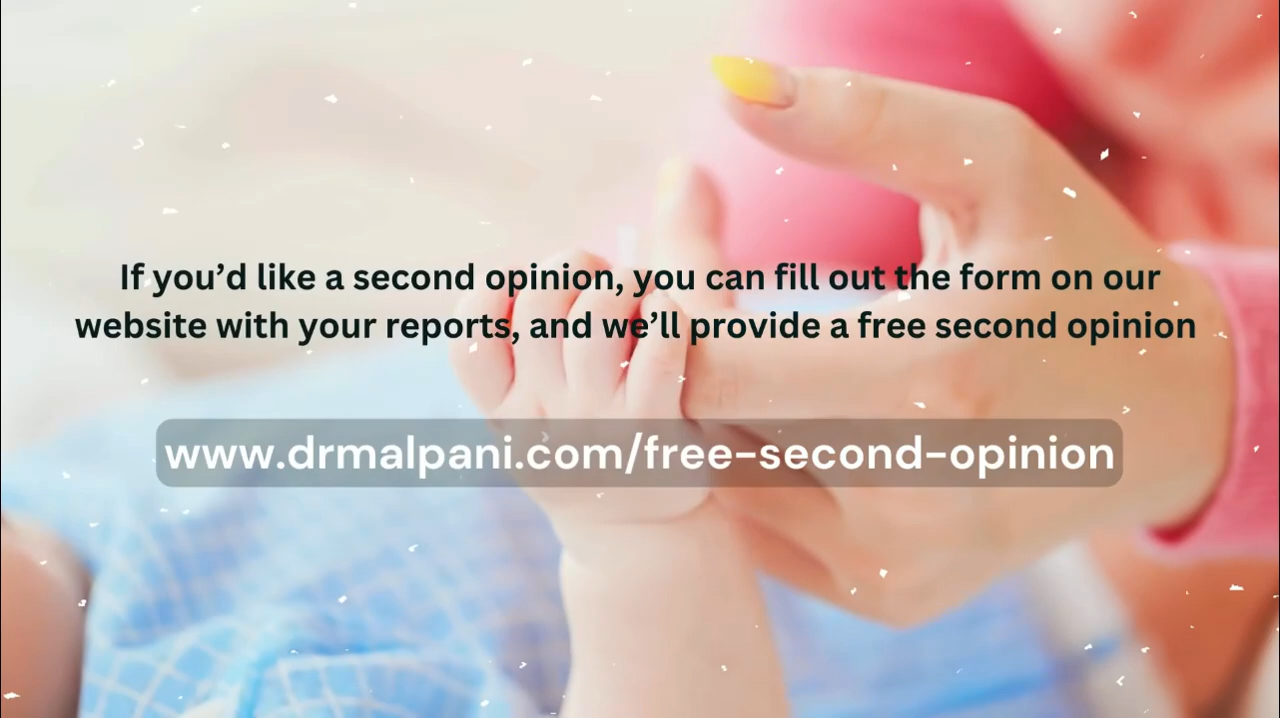 If you’d like a second opinion, you can fill out the form on our
website with your reports, and we’ll provide a free second opinion
www.drmalpani.com/free-second-opinion